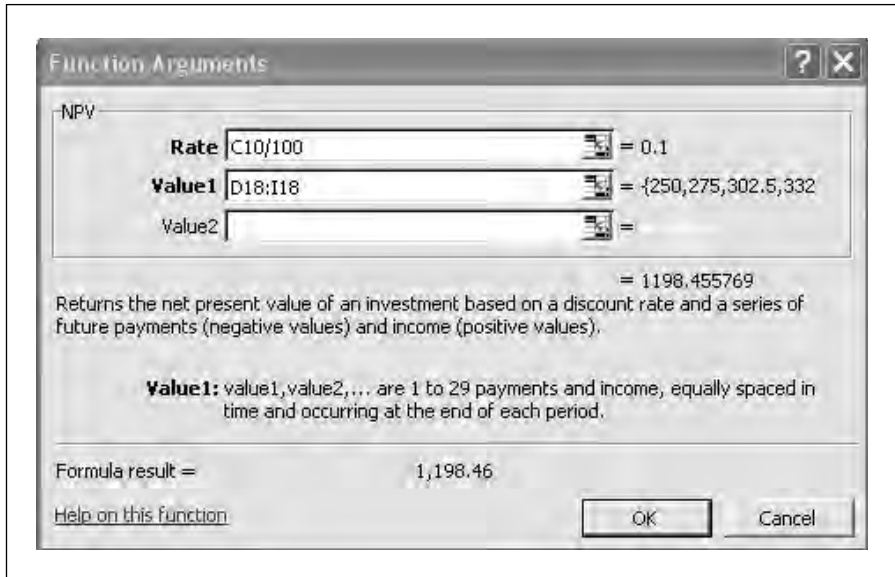 Function Arguments
NPV
Rate C10/100 = 0.1
Value1 D18:I18 = {250,275,302.5,332
Value2 =
= 1198.455769
Returns the net present value of an investment based on a discount rate and a series of
future payments (negative values) and income (positive values).
Value1: value1,value2,... are 1 to 29 payments and income, equally spaced in
time and occurring at the end of each period.
Formula result = 1,198.46
Help on this function OK Cancel